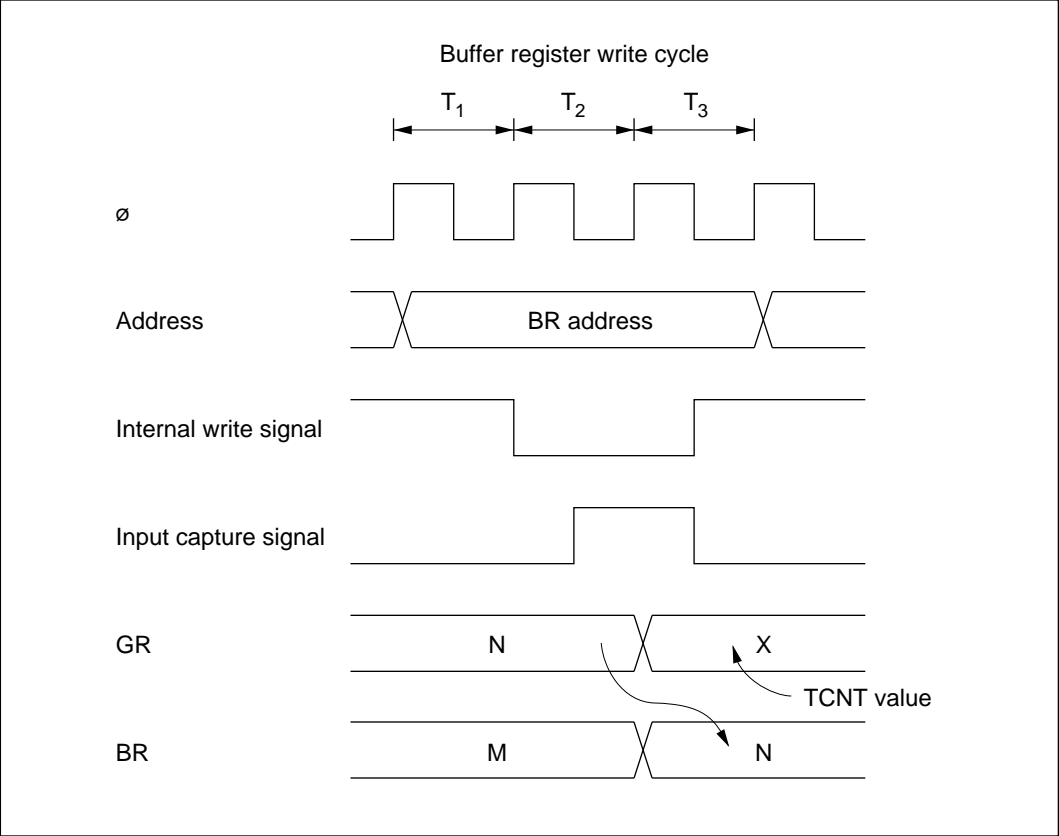 Buffer register write cycle
T1 T2 T3
ø
Address BR address
Internal write signal
Input capture signal
GR N X
TCNT value
BR M N